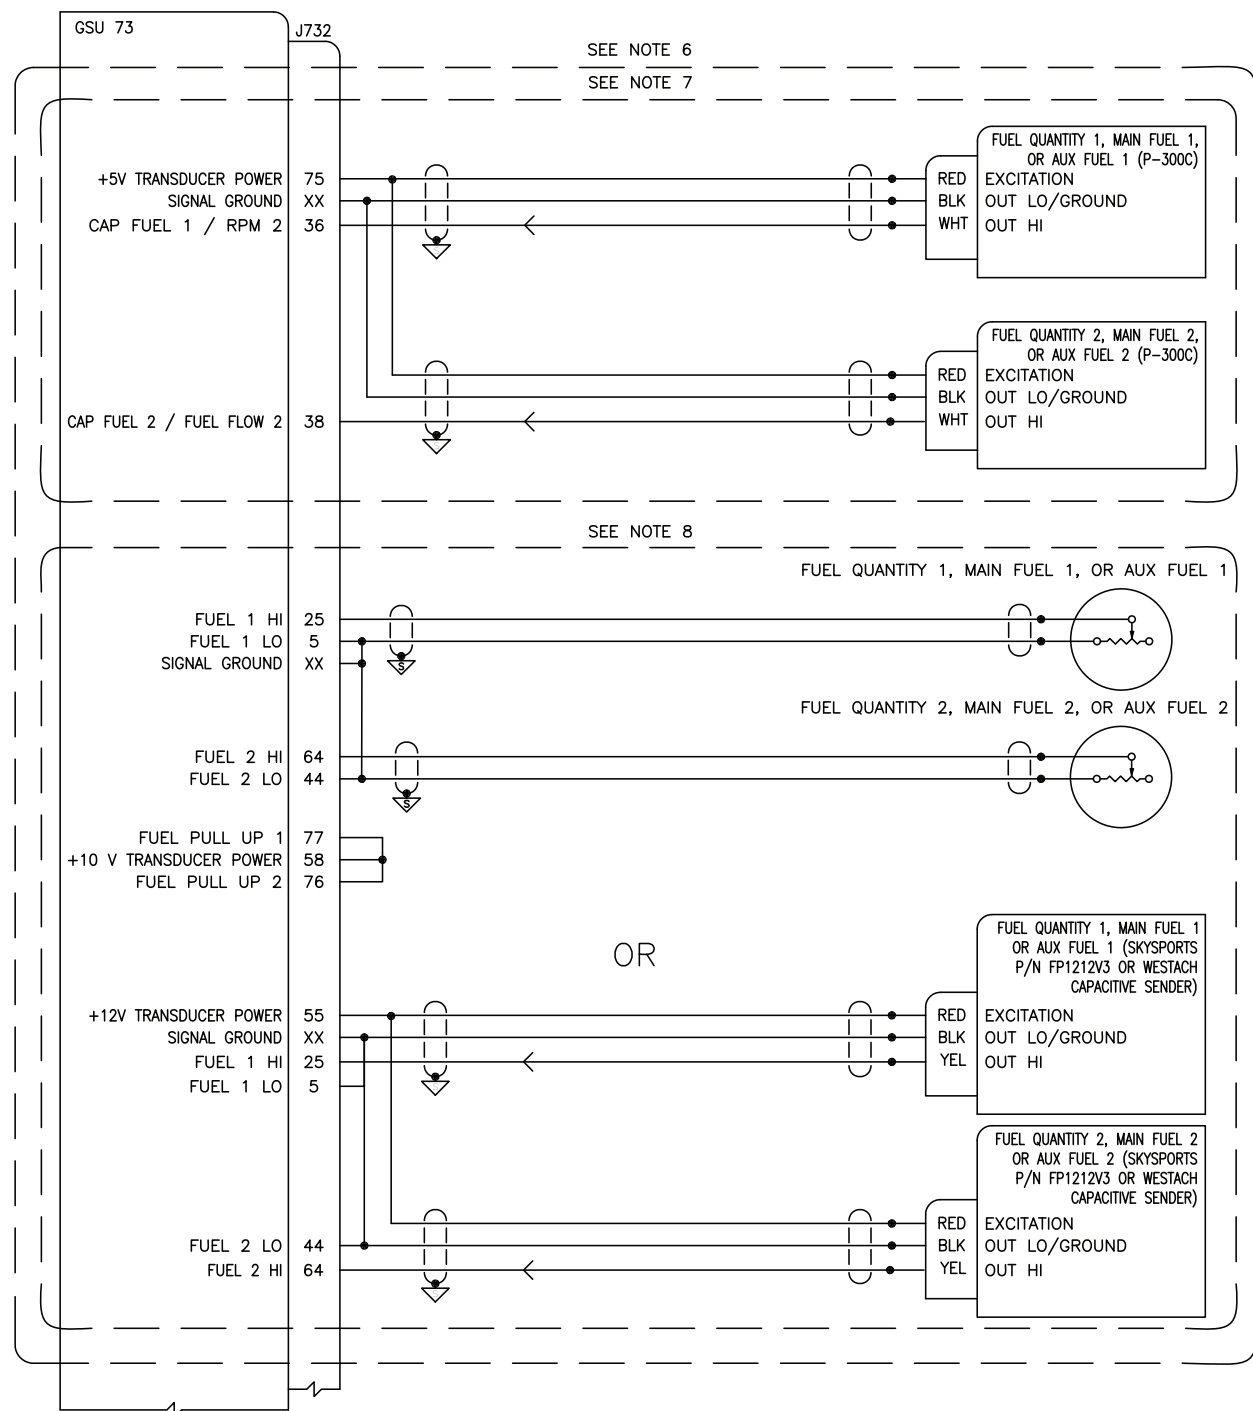 GSU 73
J732
SEE NOTE 6
SEE NOTE 7
FUEL QUANTITY 1, MAIN FUEL 1,
OR AUX FUEL 1 (P-300C)
+5V TRANSDUCER POWER 75 RED EXCITATION
SIGNAL GROUND XX BLK OUT LO/GROUND
CAP FUEL 1 / RPM 2 36 WHT OUT HI
FUEL QUANTITY 2, MAIN FUEL 2,
OR AUX FUEL 2 (P-300C)
RED EXCITATION
BLK OUT LO/GROUND
CAP FUEL 2 / FUEL FLOW 2 38 WHT OUT HI
SEE NOTE 8
FUEL QUANTITY 1, MAIN FUEL 1, OR AUX FUEL 1
FUEL 1 HI 25
FUEL 1 LO 5
SIGNAL GROUND XX
S
FUEL QUANTITY 2, MAIN FUEL 2, OR AUX FUEL 2
FUEL 2 HI 64
FUEL 2 LO 44
S
FUEL PULL UP 1 77
+10 V TRANSDUCER POWER 58
FUEL PULL UP 2 76
OR
FUEL QUANTITY 1, MAIN FUEL 1
OR AUX FUEL 1 (SKYSPORTS
P/N FP1212V3 OR WESTACH
CAPACITIVE SENDER)
+12V TRANSDUCER POWER 55 RED EXCITATION
SIGNAL GROUND XX BLK OUT LO/GROUND
FUEL 1 HI 25 YEL OUT HI
FUEL 1 LO 5
FUEL QUANTITY 2, MAIN FUEL 2
OR AUX FUEL 2 (SKYSPORTS
P/N FP1212V3 OR WESTACH
CAPACITIVE SENDER)
RED EXCITATION
FUEL 2 LO 44 BLK OUT LO/GROUND
FUEL 2 HI 64 YEL OUT HI